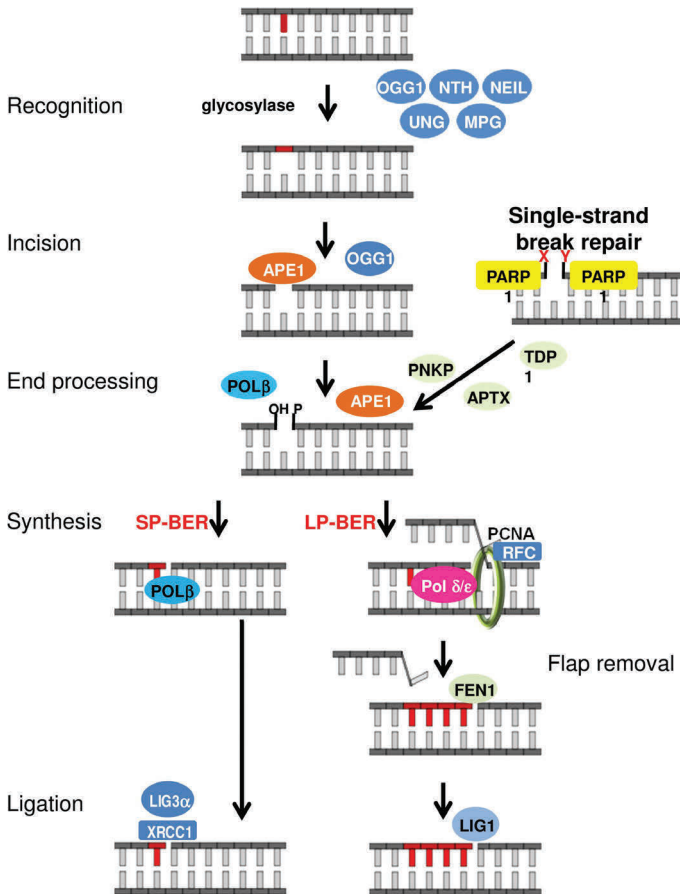 Recognition
glycosylase
OGG1 NTH NEIL
UNG MPG
Single-strand
break repair
Incision
APE1
OGG1
X Y
PARP
1
PARP
1
End processing
POLβ
OH P
APE1
PNKP
APTX
TDP
1
Synthesis
SP-BER
LP-BER
PCNA
RFC
POLβ
Pol δ/ε
Flap removal
FEN1
Ligation
LIG3α
XRCC1
LIG1